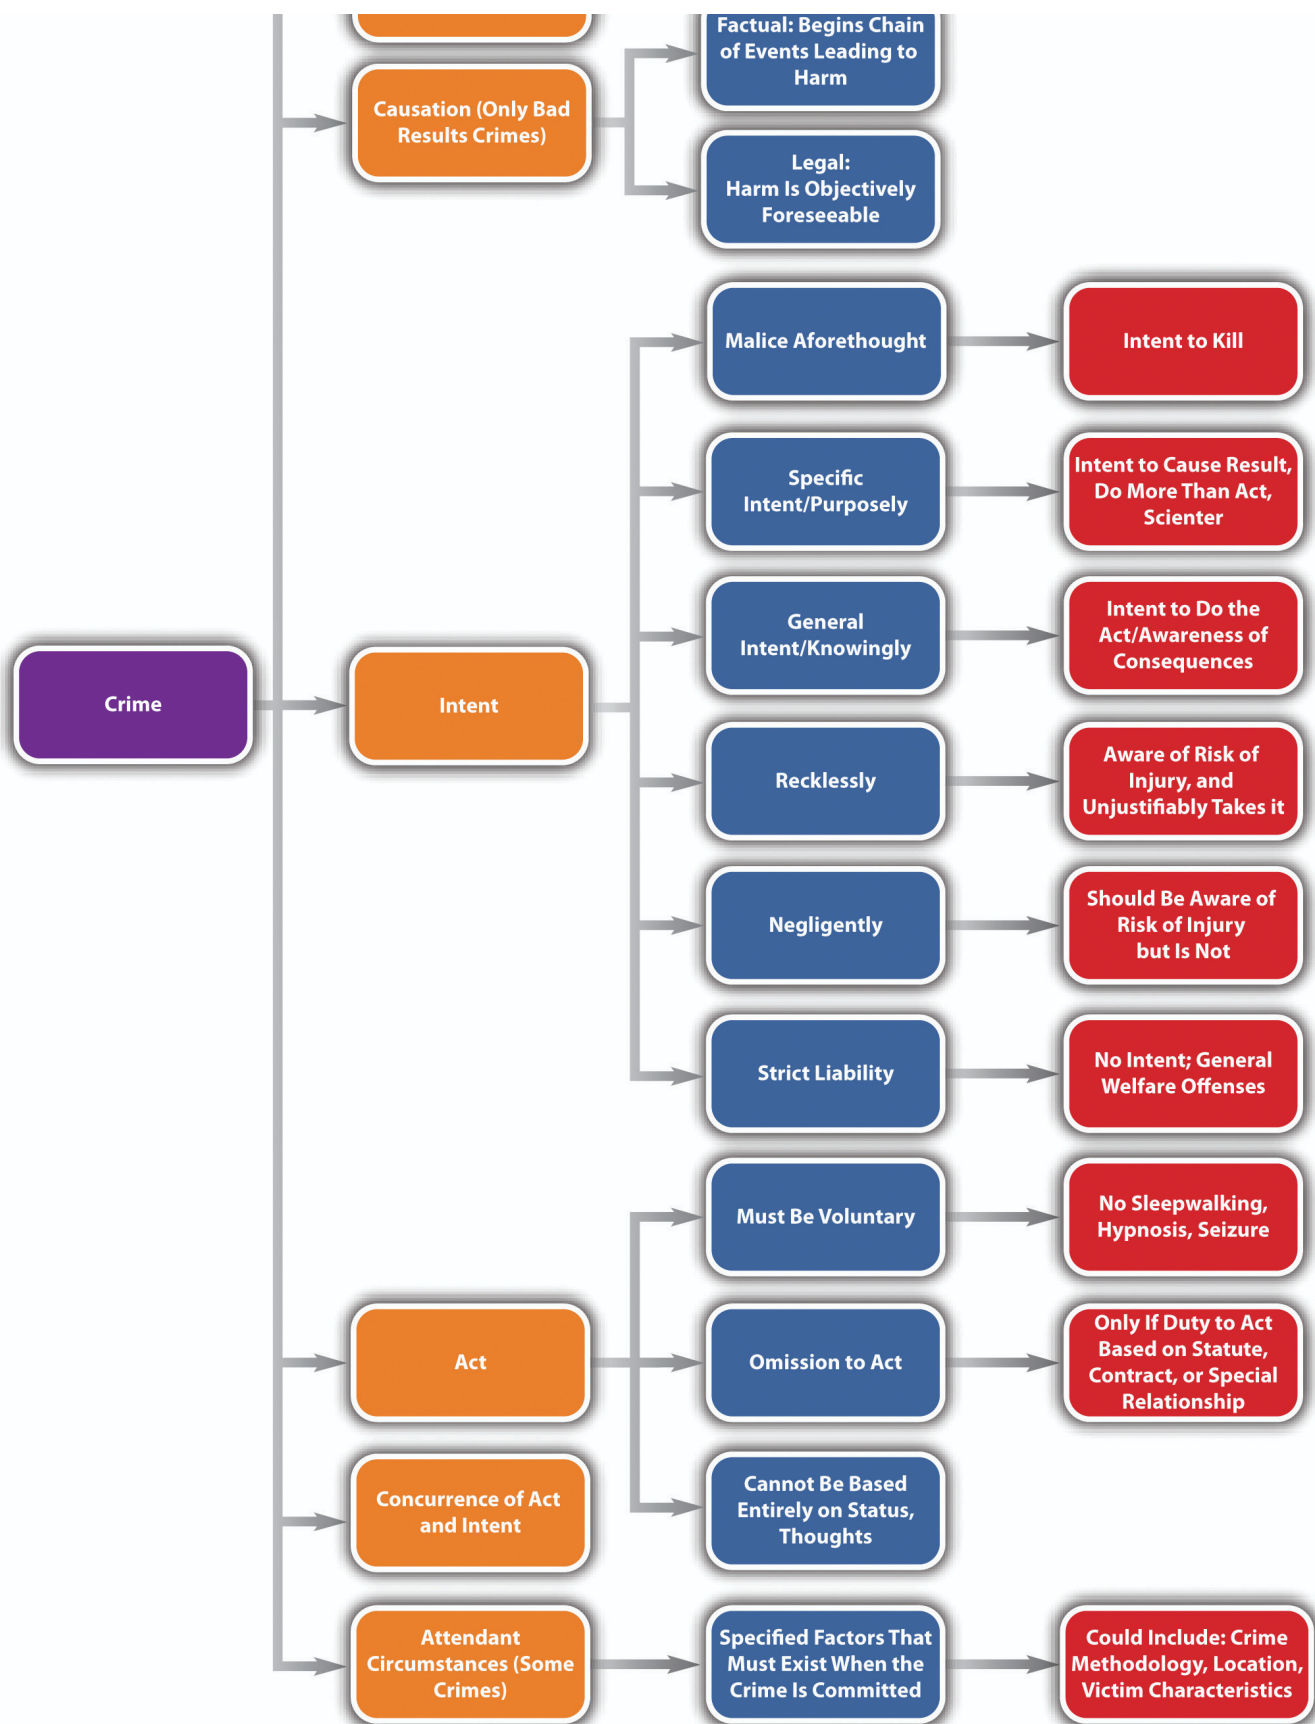 Factual: Begins Chain
of Events Leading to
Harm
Causation (Only Bad
Results Crimes)
Legal:
Harm Is Objectively
Foreseeable
Malice Aforethought
Intent to Kill
Specific
Intent/Purposely
Intent to Cause Result,
Do More Than Act,
Scienter
General
Intent/Knowingly
Intent to Do the
Act/Awareness of
Consequences
Crime
Intent
Recklessly
Aware of Risk of
Injury, and
Unjustifiably Takes it
Negligently
Should Be Aware of
Risk of Injury
but Is Not
Strict Liability
No Intent; General
Welfare Offenses
Must Be Voluntary
No Sleepwalking,
Hypnosis, Seizure
Act
Omission to Act
Only If Duty to Act
Based on Statute,
Contract, or Special
Relationship
Concurrence of Act
and Intent
Cannot Be Based
Entirely on Status,
Thoughts
Attendant
Circumstances (Some
Crimes)
Specified Factors That
Must Exist When the
Crime Is Committed
Could Include: Crime
Methodology, Location,
Victim Characteristics